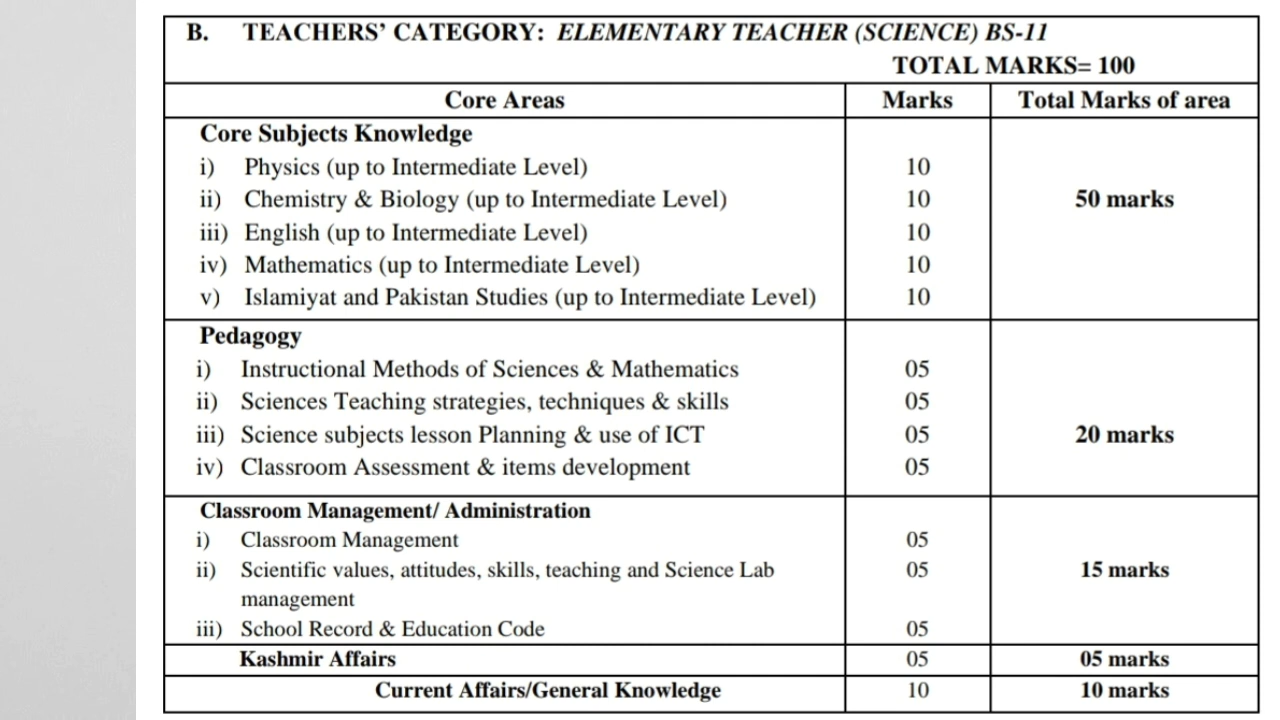 B. TEACHERS’ CATEGORY: ELEMENTARY TEACHER (SCIENCE) BS-11
TOTAL MARKS= 100
Core Areas Marks Total Marks of area
Core Subjects Knowledge
i) Physics (up to Intermediate Level) 10
ii) Chemistry & Biology (up to Intermediate Level) 10 50 marks
iii) English (up to Intermediate Level) 10
iv) Mathematics (up to Intermediate Level) 10
v) Islamiyat and Pakistan Studies (up to Intermediate Level) 10
Pedagogy
i) Instructional Methods of Sciences & Mathematics 05
ii) Sciences Teaching strategies, techniques & skills 05
iii) Science subjects lesson Planning & use of ICT 05 20 marks
iv) Classroom Assessment & items development 05
Classroom Management/ Administration
i) Classroom Management 05
ii) Scientific values, attitudes, skills, teaching and Science Lab 05 15 marks
management
iii) School Record & Education Code 05
Kashmir Affairs 05 05 marks
Current Affairs/General Knowledge 10 10 marks